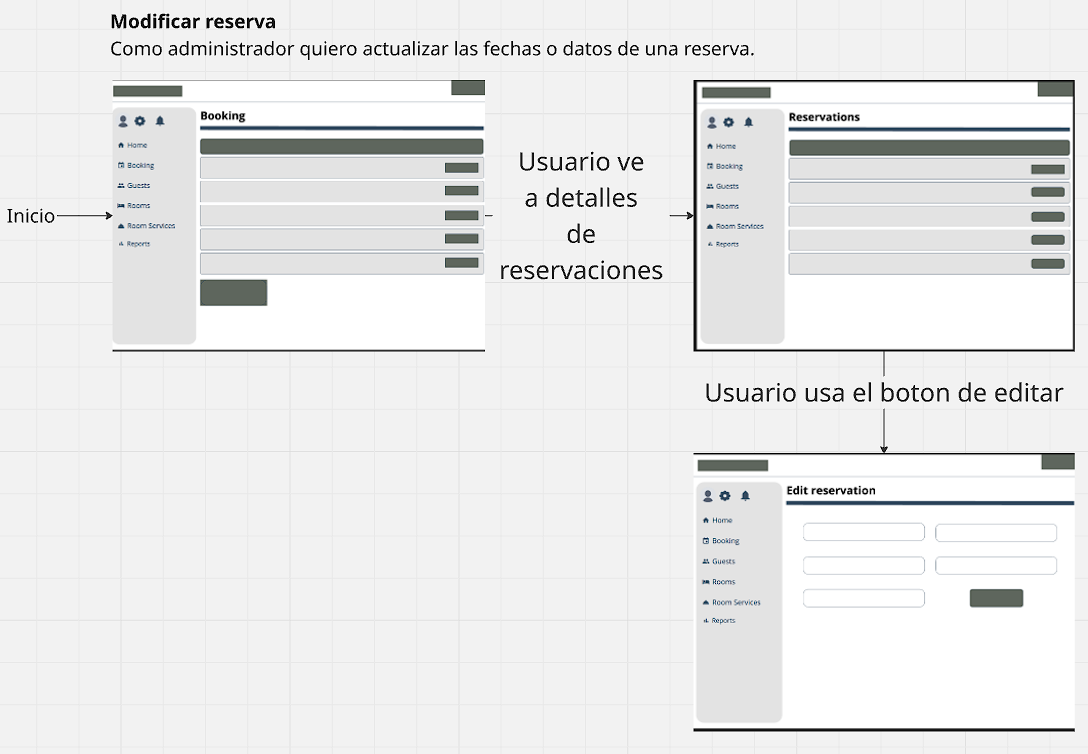 Modificar reserva
Como administrador quiero actualizar las fechas o datos de una reserva.
Inicio
Booking
Home
Booking
Guests
Rooms
Room Services
Reports
Usuario ve
a detalles
de
reservaciones
Reservations
Home
Booking
Guests
Rooms
Room Services
Reports
Usuario usa el boton de editar
Edit reservation
Home
Booking
Guests
Rooms
Room Services
Reports